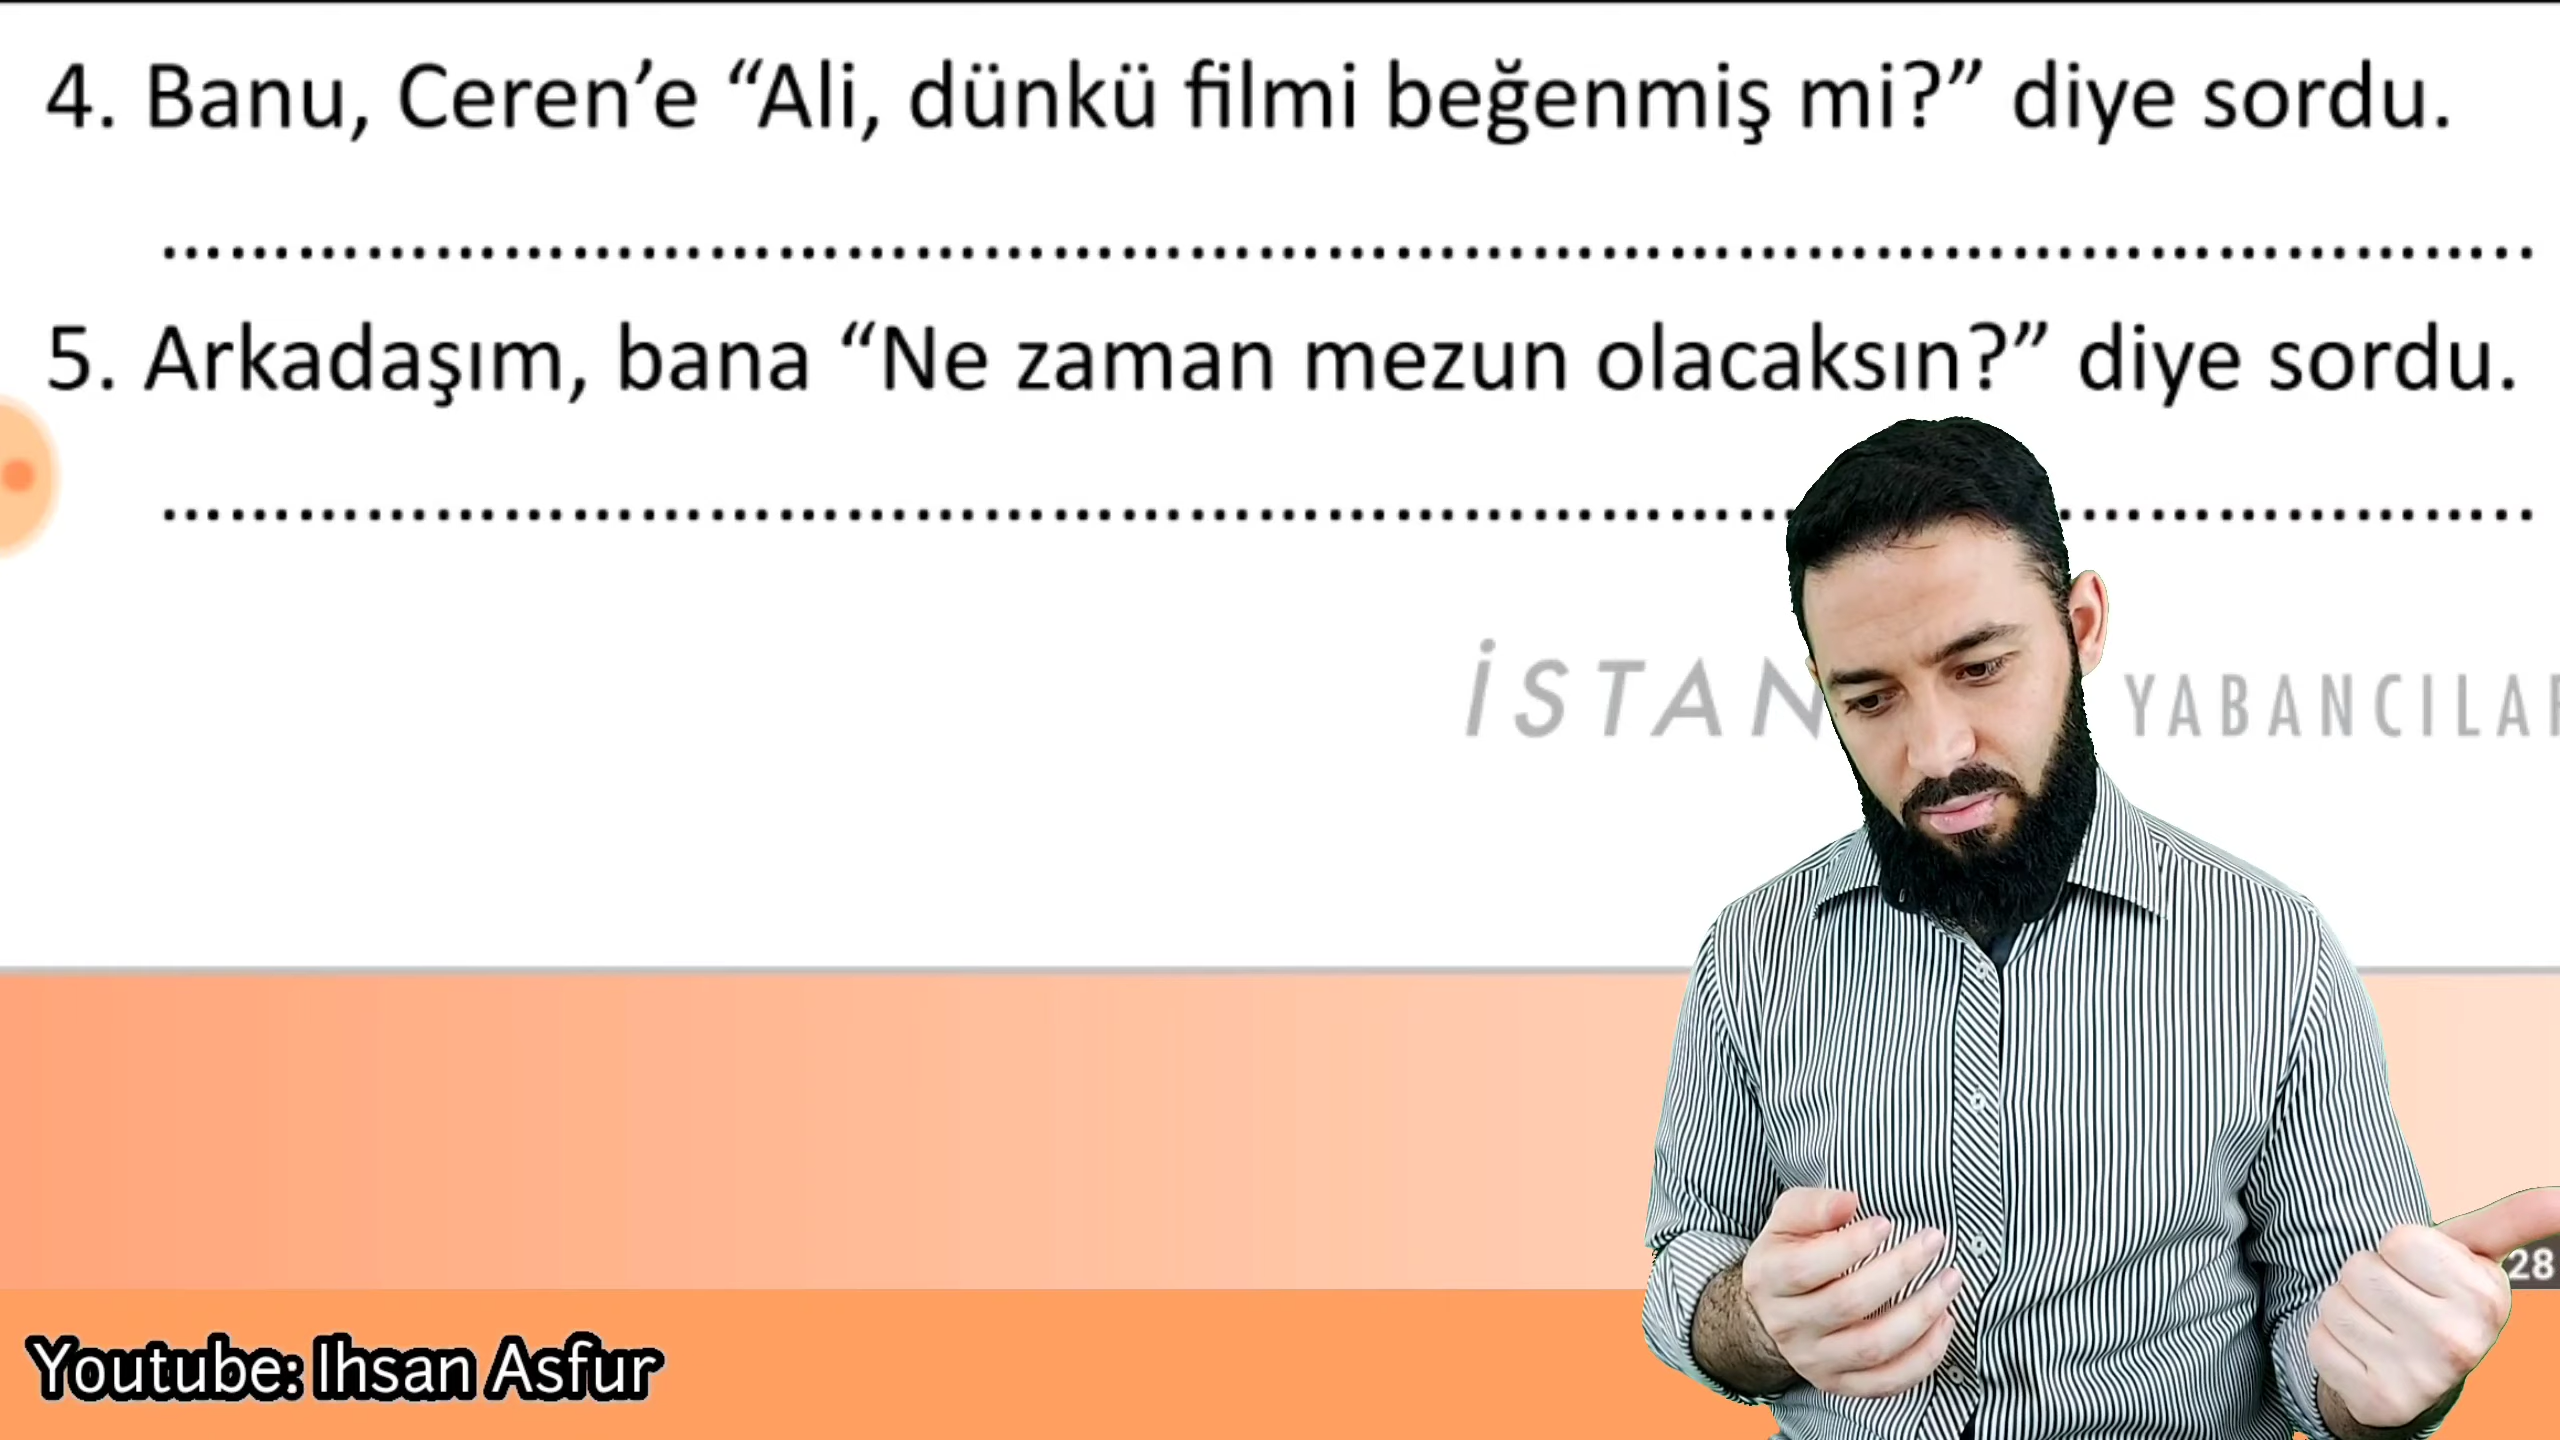 4. Banu, Ceren’e “Ali, dünkü filmi beğenmiş mi?” diye sordu.
................................................................................
5. Arkadaşım, bana “Ne zaman mezun olacaksın?” diye sordu.
................................................................................
İSTAN YABANCILAR
28
Youtube: Ihsan Asfur